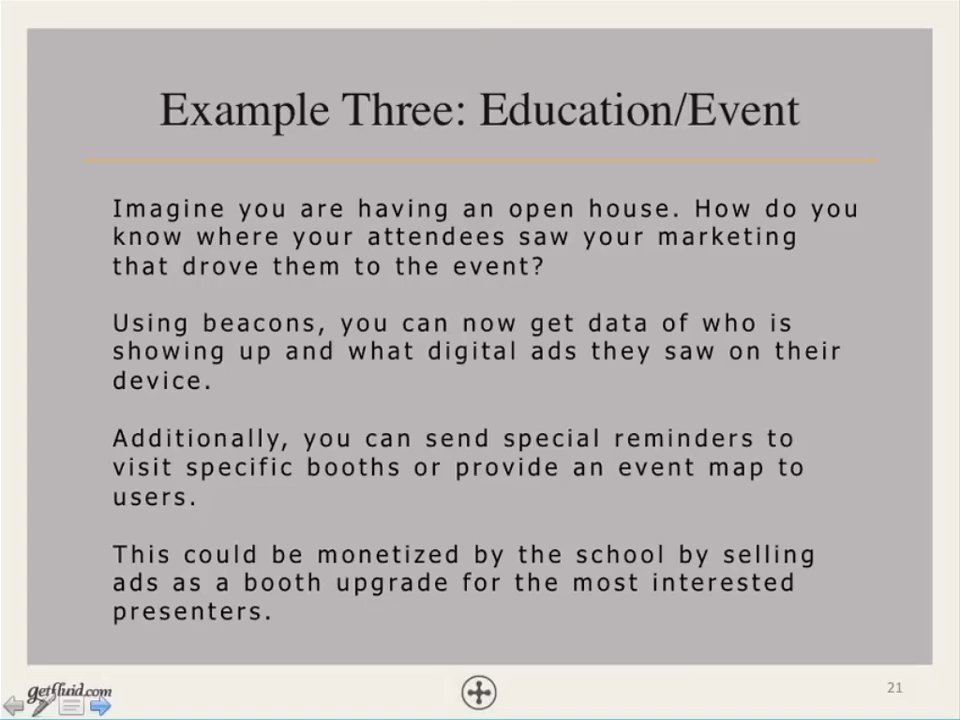 Example Three: Education/Event
Imagine you are having an open house. How do you
know where your attendees saw your marketing
that drove them to the event?
Using beacons, you can now get data of who is
showing up and what digital ads they saw on their
device.
Additionally, you can send special reminders to
visit specific booths or provide an event map to
users.
This could be monetized by the school by selling
ads as a booth upgrade for the most interested
presenters.
getfluid.com
21